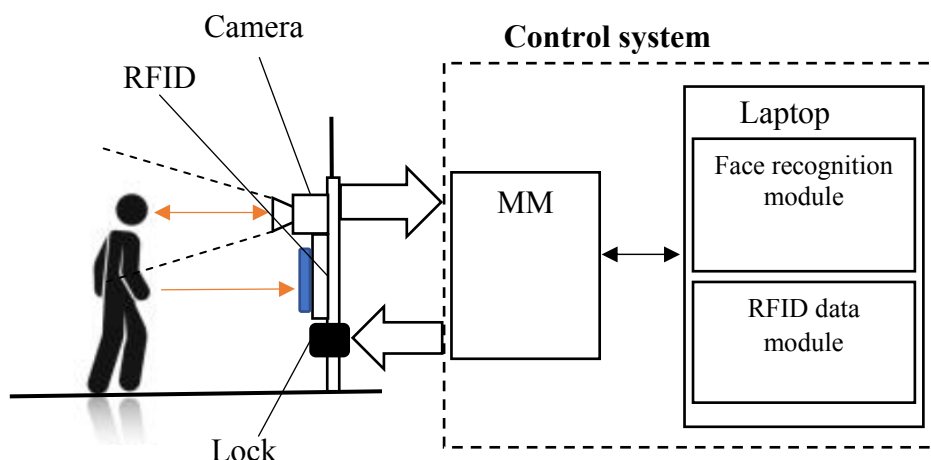 Camera
Control system
RFID
Laptop
Face recognition
module
MM
RFID data
module
Lock